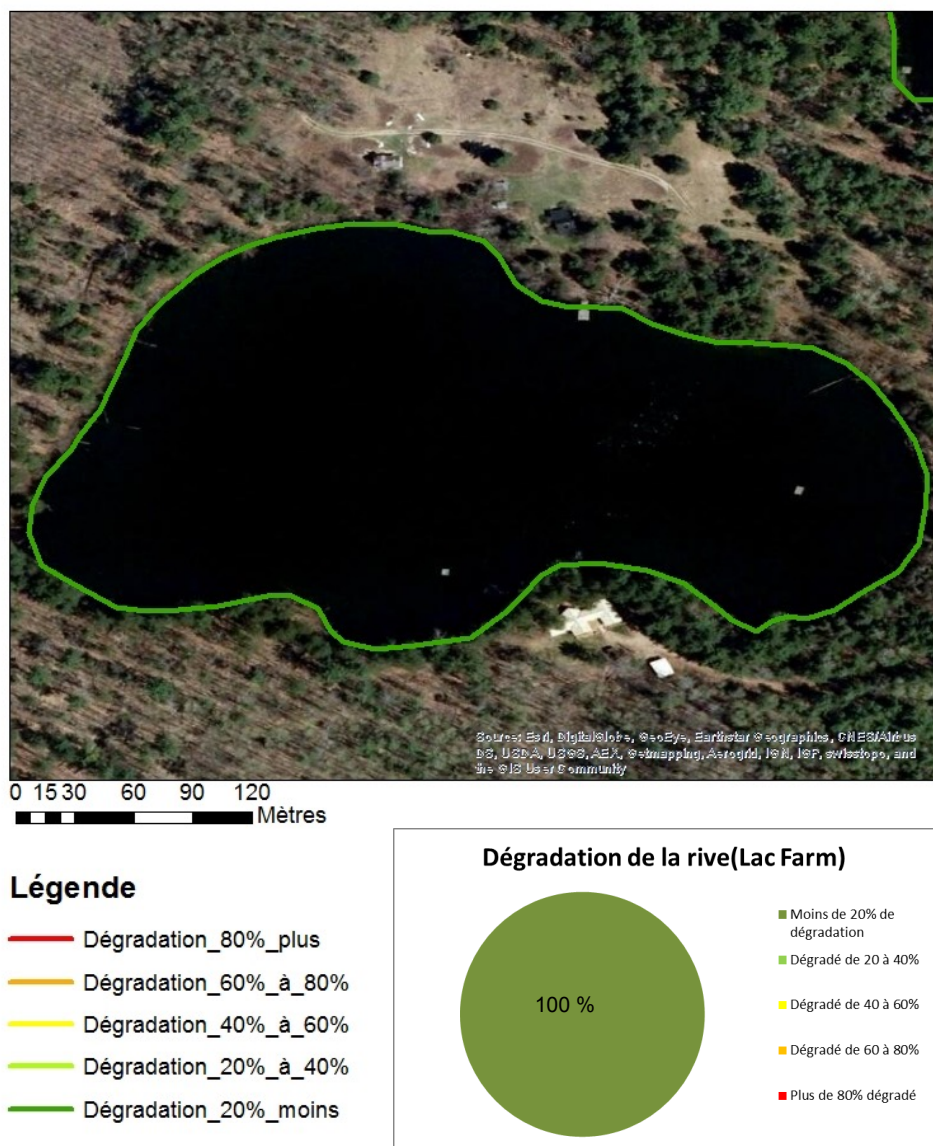 Source: Esri, DigitalGlobe, GeoEye, Earthstar Geographics, CNES/Airbus
DS, USDA, USGS, AEX, Getmapping, Aerogrid, IGN, IGP, swisstopo, and
the GIS User Community
0 15 30 60 90 120
Mètres
Légende
Dégradation_80%_plus
Dégradation_60%_à_80%
Dégradation_40%_à_60%
Dégradation_20%_à_40%
Dégradation_20%_moins
Dégradation de la rive(Lac Farm)
100 %
Moins de 20% de
dégradation
Dégradé de 20 à 40%
Dégradé de 40 à 60%
Dégradé de 60 à 80%
Plus de 80% dégradé